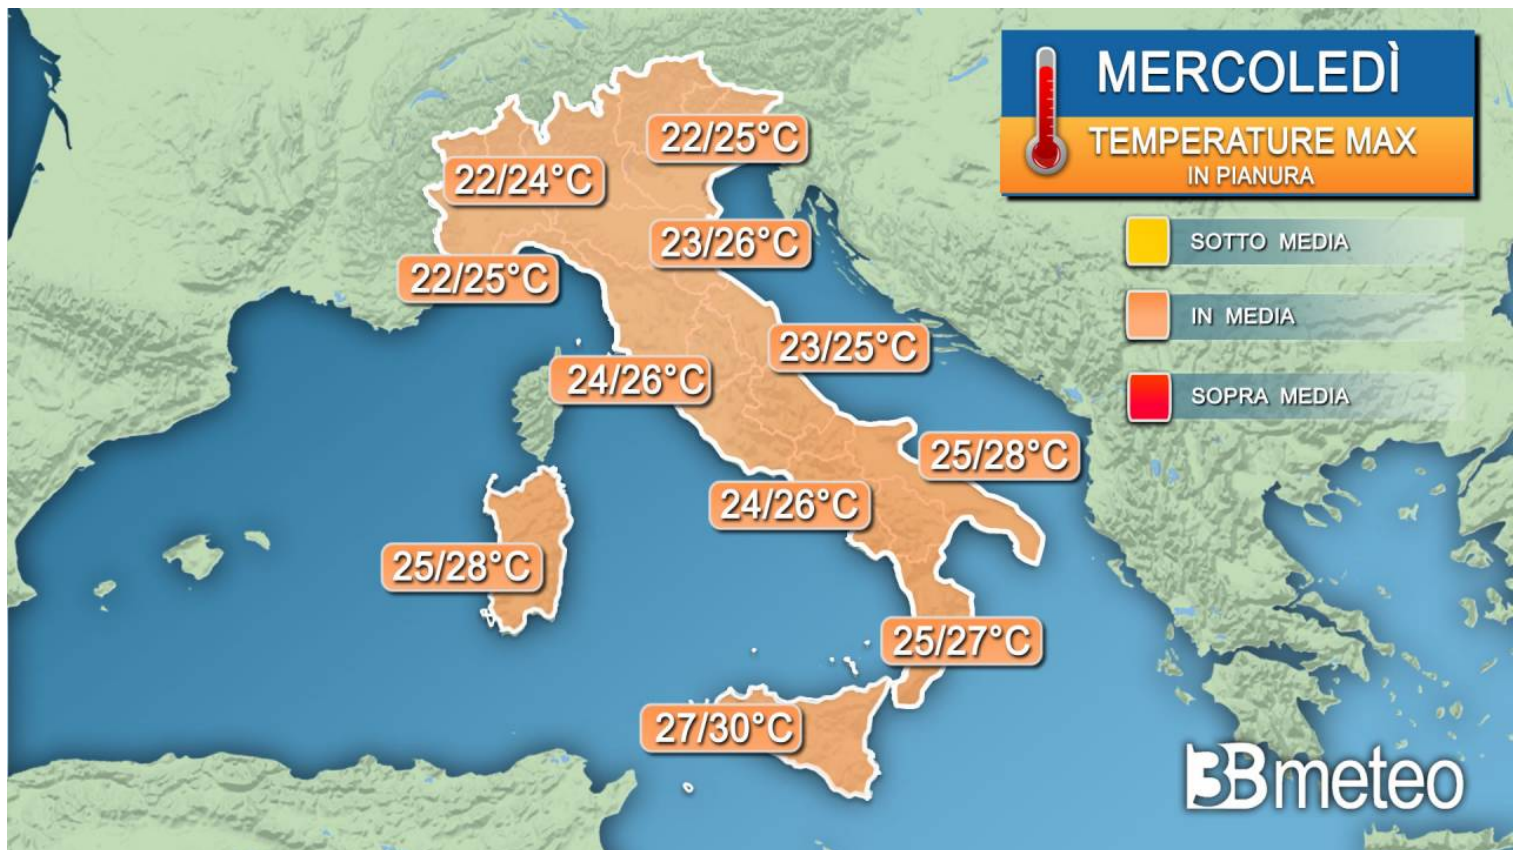 MERCOLEDÌ
TEMPERATURE MAX
IN PIANURA
22/25°C
22/24°C
23/26°C
22/25°C
23/25°C
24/26°C
25/28°C
24/26°C
25/28°C
25/27°C
27/30°C
SOTTO MEDIA
IN MEDIA
SOPRA MEDIA
3Bmeteo